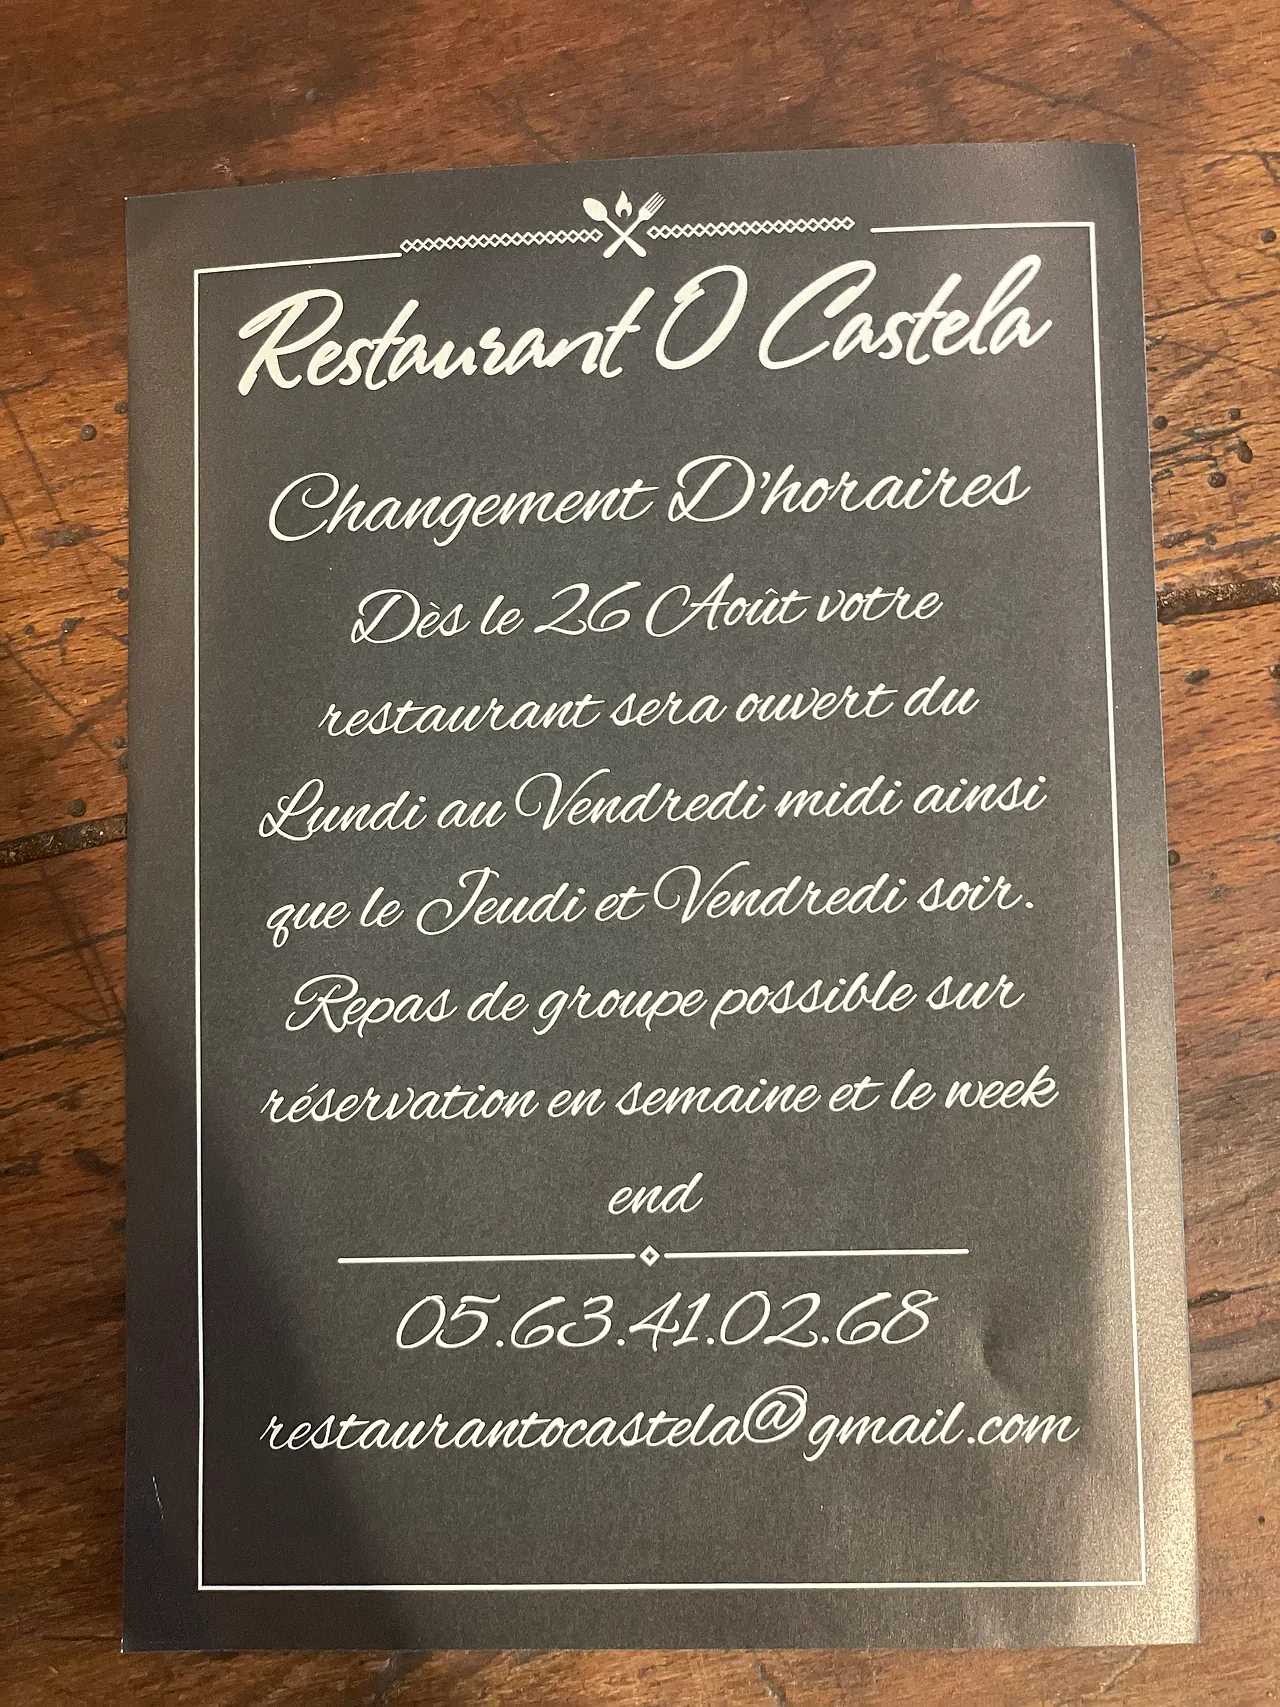 Restaurant O Castela
Changement D'horaires
Dès le 26 Août votre
restaurant sera ouvert du
Lundi au Vendredi midi ainsi
que le Jeudi et Vendredi soir.
Repas de groupe possible sur
réservation en semaine et le week
end
05.63.41.02.68
restaurantocastela@gmail.com